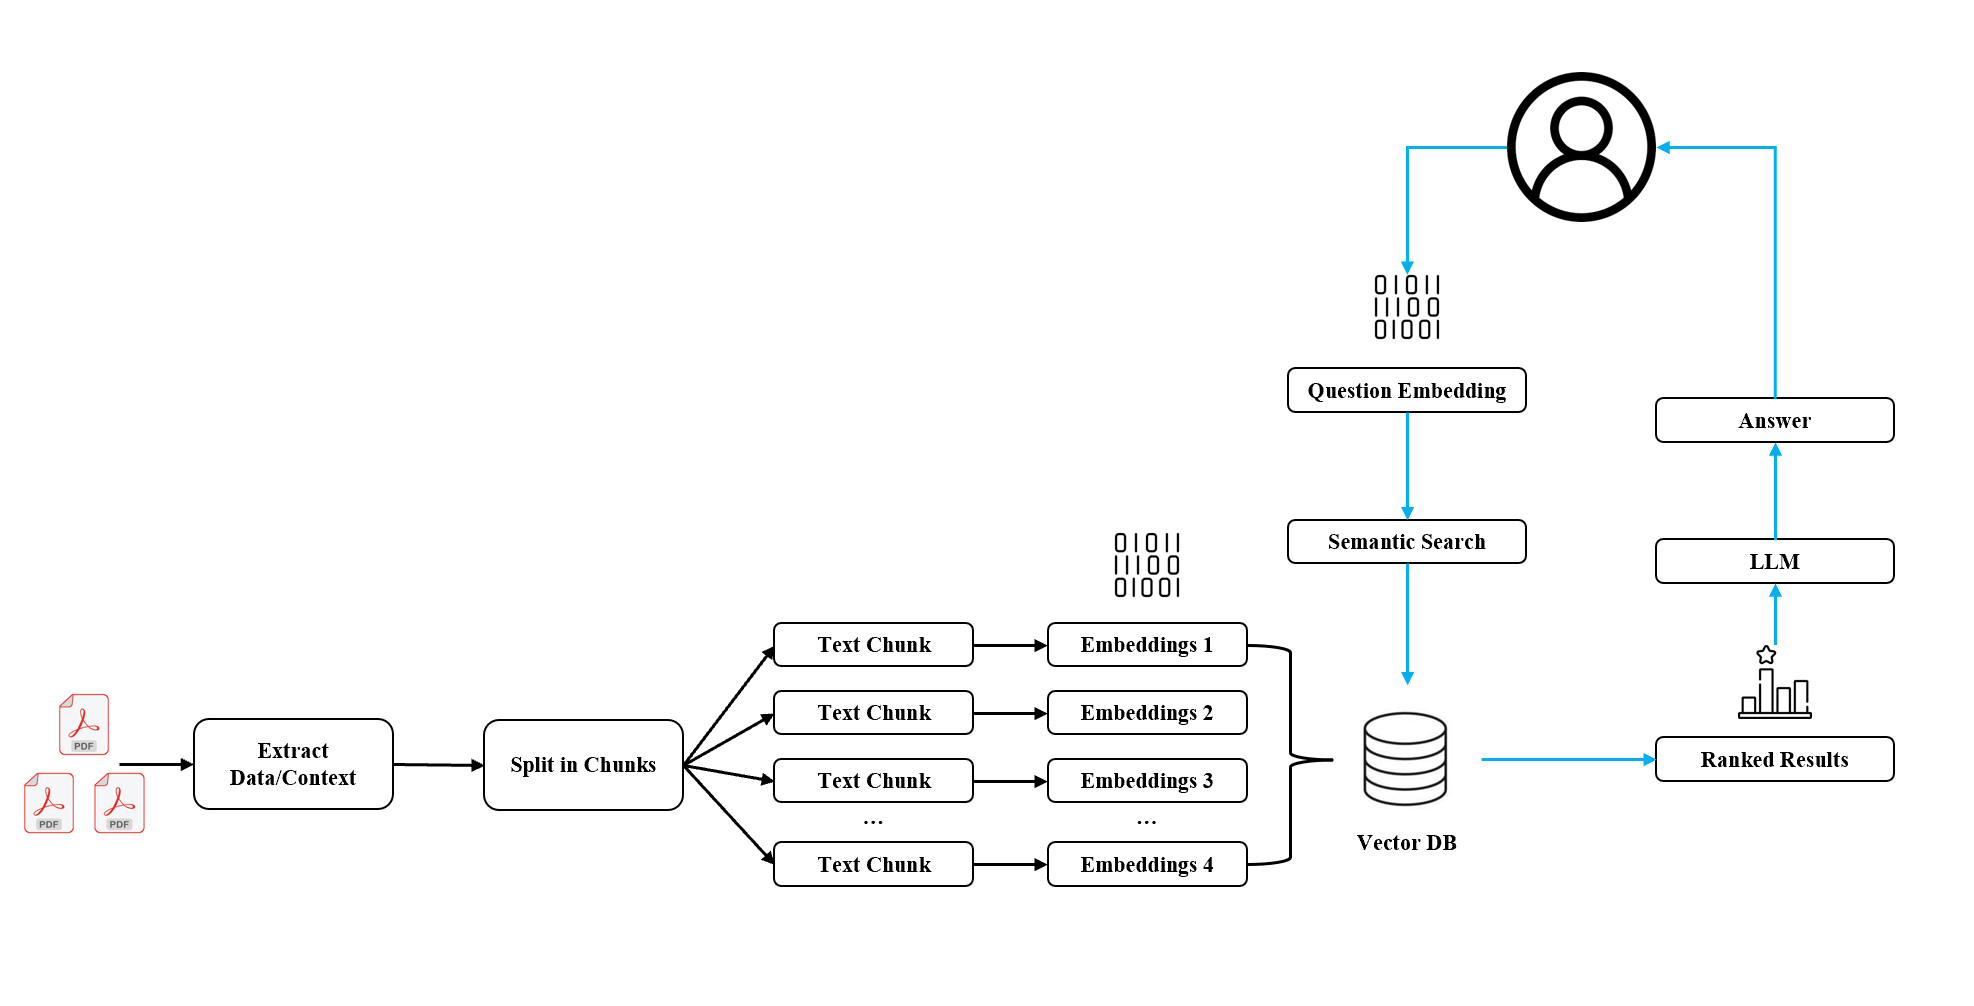 01011
11100
01001
Question Embedding
Answer
Semantic Search
LLM
01011
11100
01001
Text Chunk
Embeddings 1
PDF
Text Chunk
Embeddings 2
Extract
Data/Context
Split in Chunks
Ranked Results
Text Chunk
Embeddings 3
PDF
PDF
...
...
Vector DB
Text Chunk
Embeddings 4